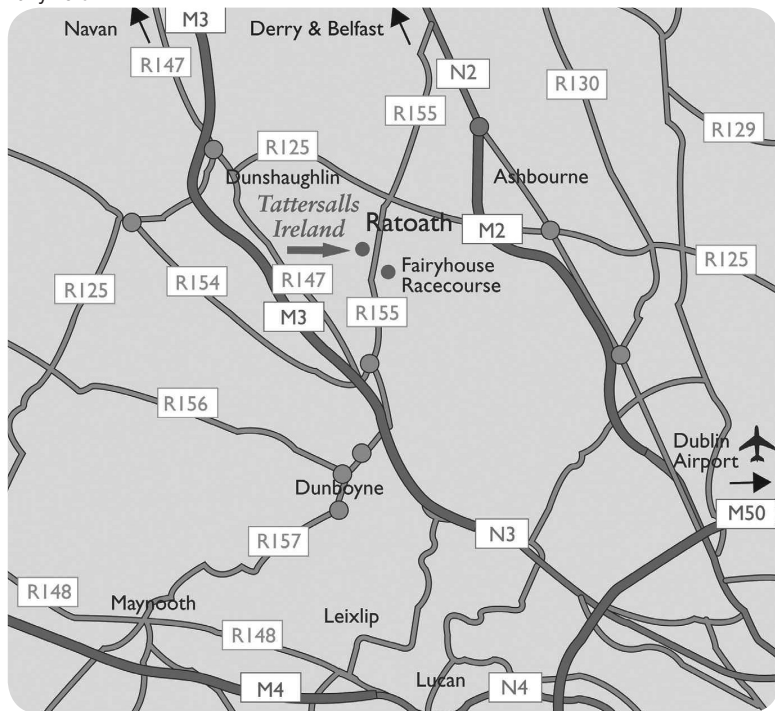 Navan
M3
Derry & Belfast
R147
N2
R130
R155
R129
R125
Dunshaughlin
Ashbourne
Tattersalls
Ireland
Ratoath
M2
Fairyhouse
Racecourse
R125
R125
R154
R147
M3
R155
R156
Dublin
Airport
Dunboyne
M50
N3
R157
R148
Maynooth
Leixlip
R148
Lucan
M4
N4